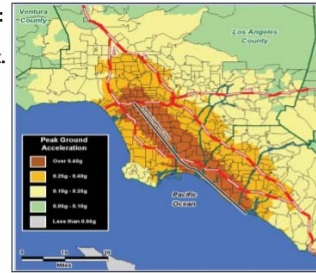 Ventura
County
Los Angeles
County
Peak Ground
Acceleration
Over 0.40g
0.25g - 0.40g
0.10g - 0.25g
0.05g - 0.10g
Less than 0.05g
Pacific
Ocean
Miles